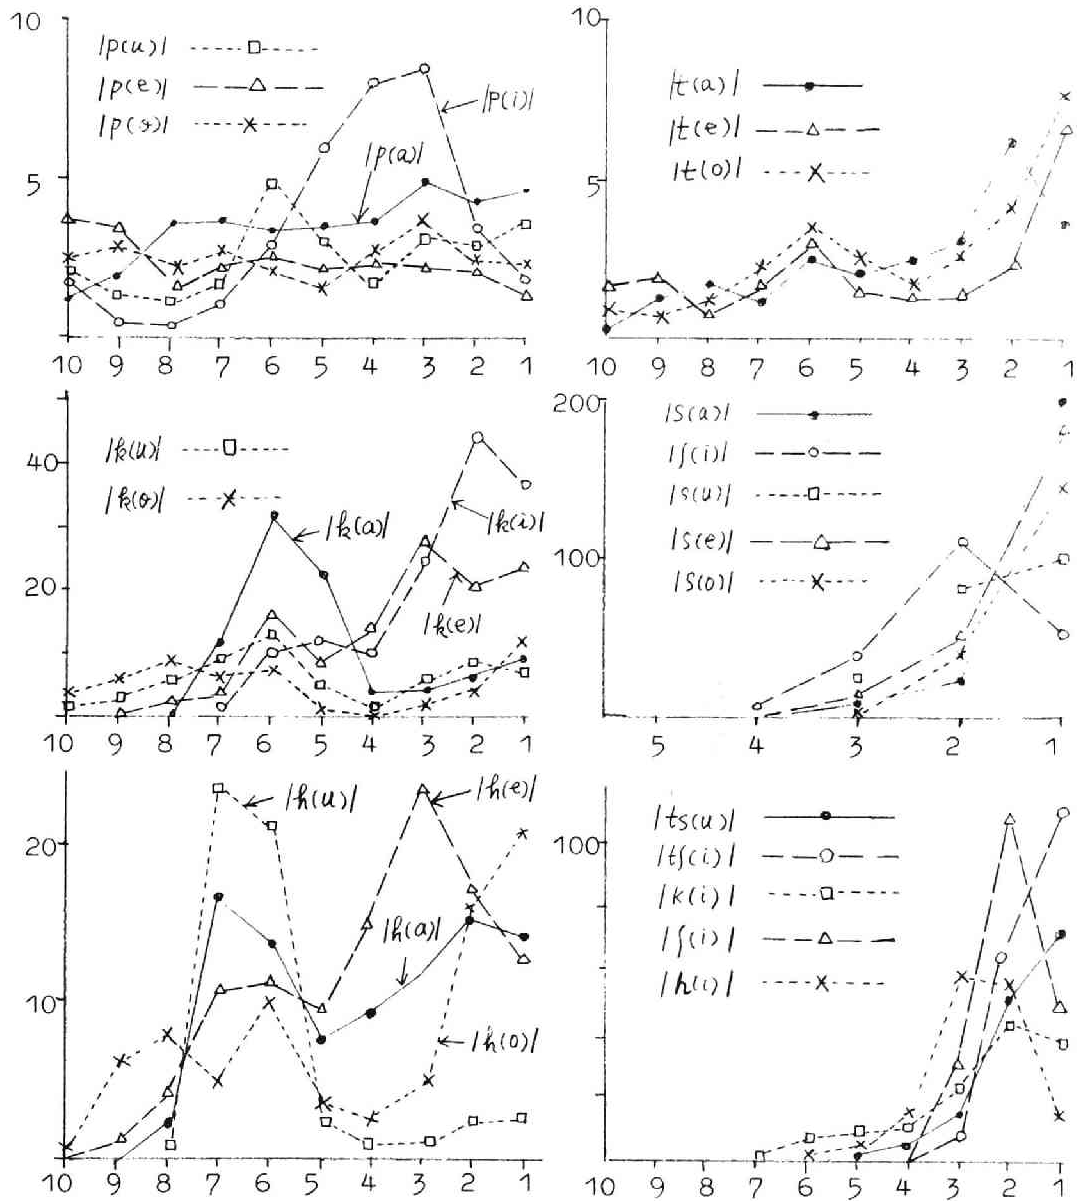 10
|p(u)|
|p(e)|
|p(o)|
|p(i)|
|p(a)|
5
10 9 8 7 6 5 4 3 2 1
10
|t(a)|
|t(e)|
|t(o)|
5
10 9 8 7 6 5 4 3 2 1
|k(u)|
40
|k(o)|
|k(a)|
|k(i)|
20
|k(e)|
10 9 8 7 6 5 4 3 2 1
200
|s(a)|
|ʃ(i)|
|s(u)|
|s(e)|
100
|s(o)|
5 4 3 2 1
|h(u)|
|h(e)|
20
|h(a)|
10
|h(o)|
10 9 8 7 6 5 4 3 2 1
|ts(u)|
100
|tʃ(i)|
|k(i)|
|ʃ(i)|
|h(i)|
10 9 8 7 6 5 4 3 2 1